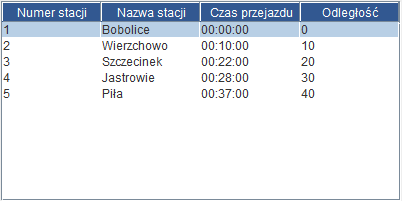 Numer stacji Nazwa stacji Czas przejazdu Odległość
1 Bobolice 00:00:00 0
2 Wierzchowo 00:10:00 10
3 Szczecinek 00:22:00 20
4 Jastrowie 00:28:00 30
5 Piła 00:37:00 40